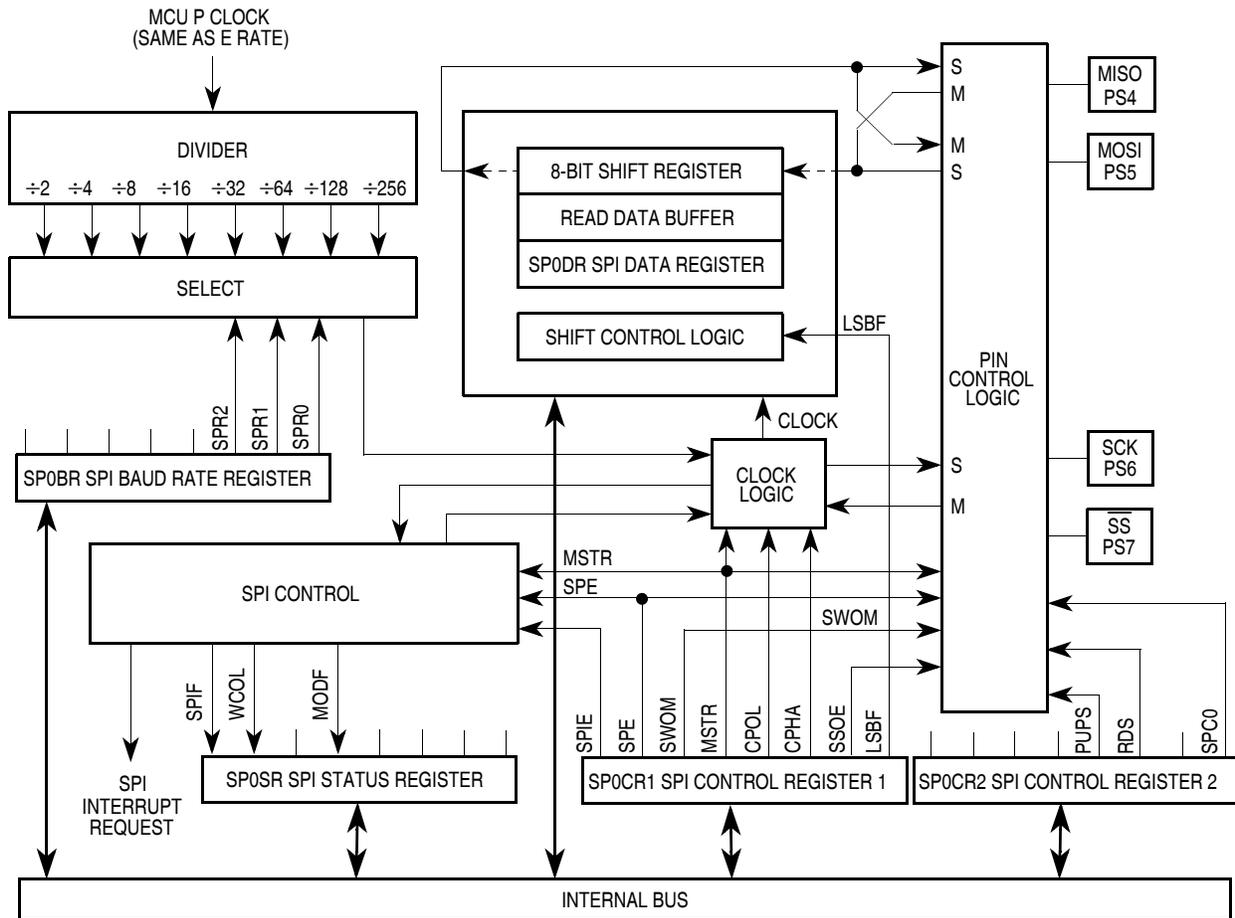 MCU P CLOCK
(SAME AS E RATE)
DIVIDER
÷2 ÷4 ÷8 ÷16 ÷32 ÷64 ÷128 ÷256
SELECT
SPR2
SPR1
SPR0
SP0BR SPI BAUD RATE REGISTER
8-BIT SHIFT REGISTER
READ DATA BUFFER
SP0DR SPI DATA REGISTER
SHIFT CONTROL LOGIC
LSBF
CLOCK
CLOCK
LOGIC
S
M
M
S
PIN
CONTROL
LOGIC
S
M
MISO
PS4
MOSI
PS5
SCK
PS6
SS
PS7
SPI CONTROL
MSTR
SPE
SWOM
SPIF
WCOL
MODF
SPI
INTERRUPT
REQUEST
SP0SR SPI STATUS REGISTER
SPIE
SPE
SWOM
MSTR
CPOL
CPHA
SSOE
LSBF
SP0CR1 SPI CONTROL REGISTER 1
PUPS
RDS
SPC0
SP0CR2 SPI CONTROL REGISTER 2
INTERNAL BUS